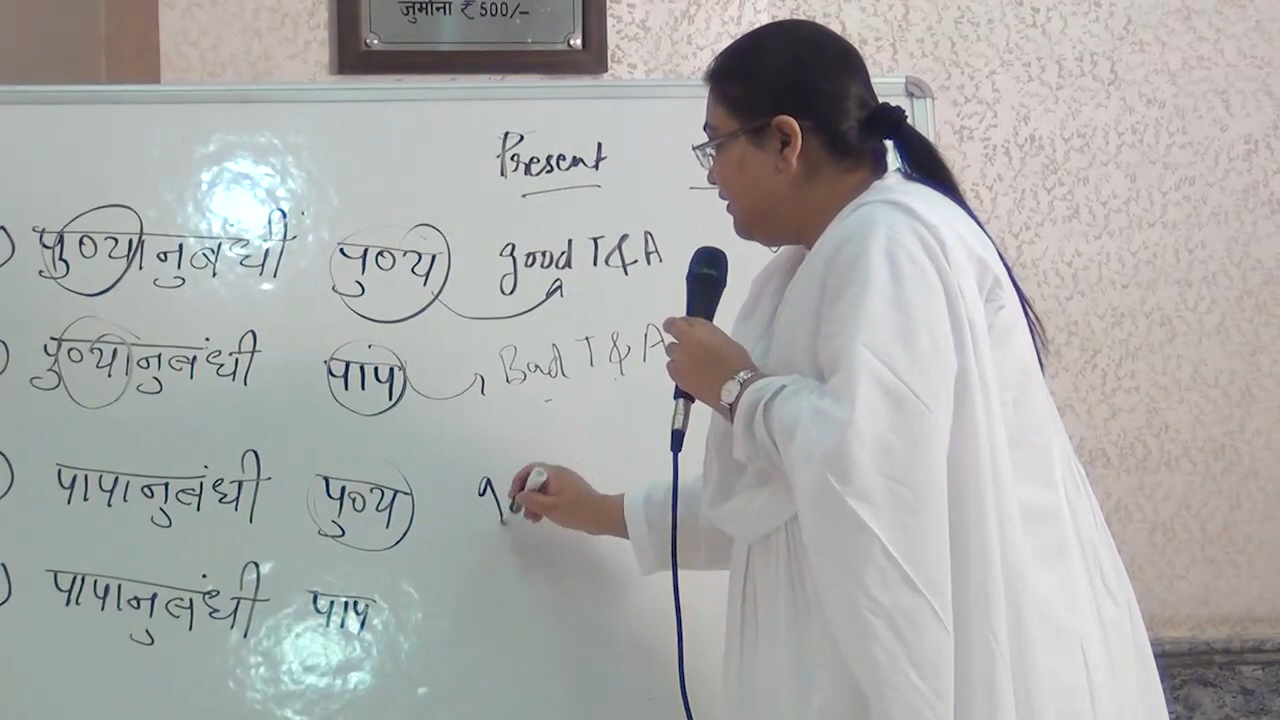 जुर्माना ₹ 500/-
Present
पुण्यानुबंधी पुण्य good T & A
पुण्यानुबंधी पाप Bad T & A
पापानुबंधी पुण्य g
पापानुबंधी पाप